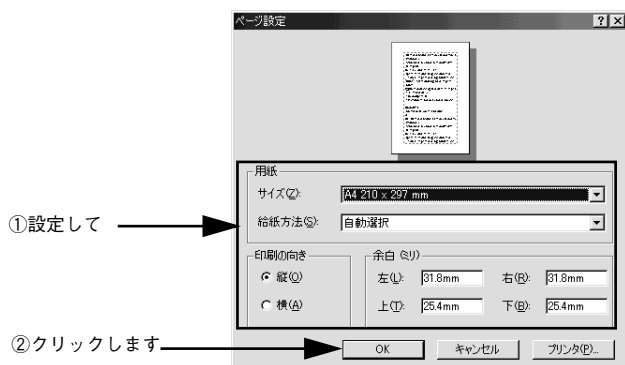 ページ設定
用紙
サイズ(Z):
A4 210 x 297 mm
①設定して
給紙方法(S):
自動選択
印刷の向き
余白 (ミリ)
縦(O)
左(L):
31.8mm
右(R):
31.8mm
横(A)
上(T):
25.4mm
下(B):
25.4mm
②クリックします
OK
キャンセル
プリンタ(P)...